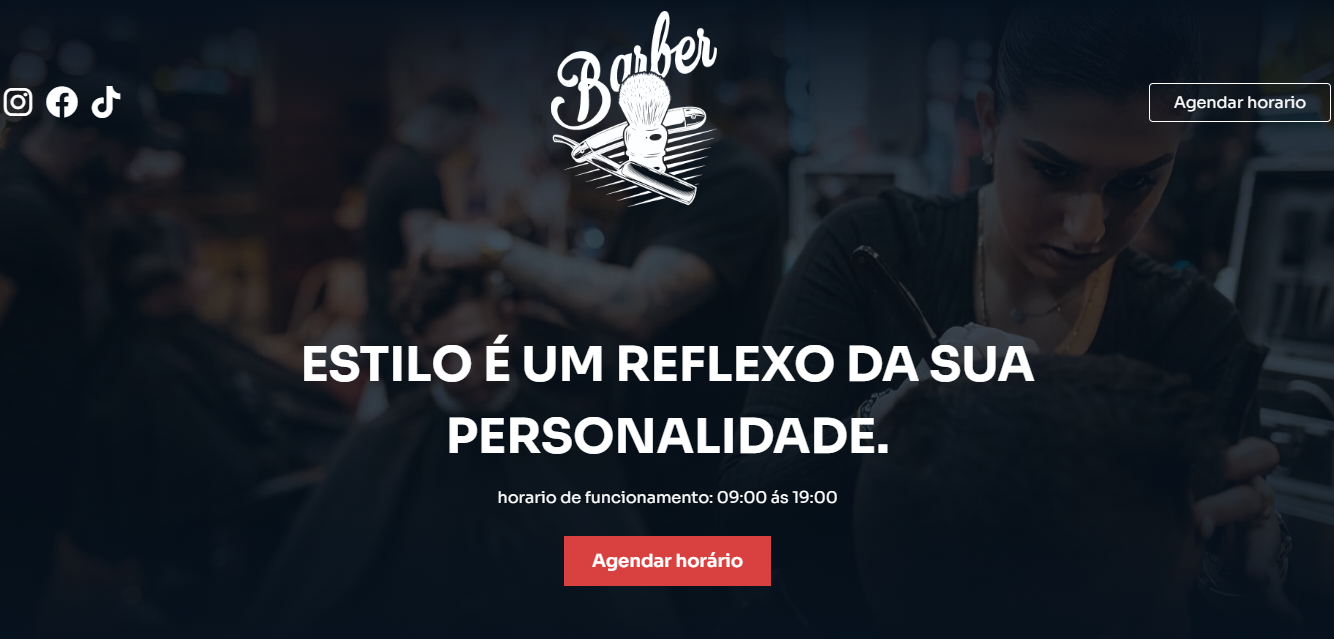 Barber
Agendar horario
ESTILO É UM REFLEXO DA SUA
PERSONALIDADE.
horario de funcionamento: 09:00 ás 19:00
Agendar horário